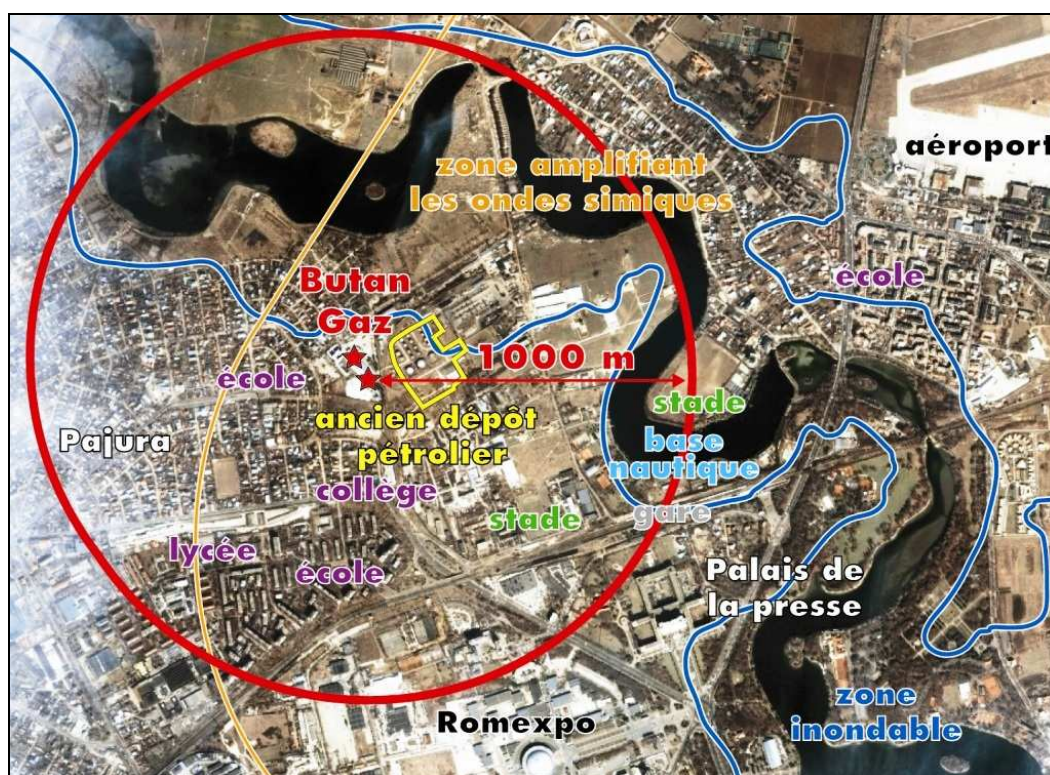 aéroport
zone amplifiant
les ondes simiques
école
Butan
Gaz
1000 m
école
stade
ancien dépôt
pétrolier
Pajura
base
nautique
collège
gare
stade
lycée
école
Palais de
la presse
Romexpo
zone
inondable